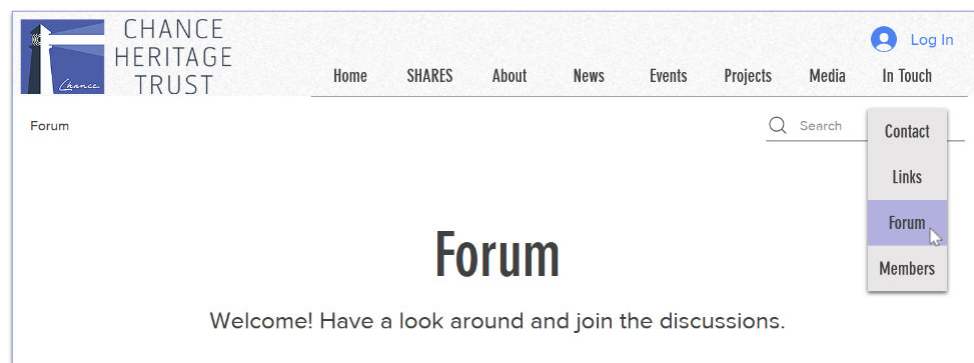 CHANCE
HERITAGE
TRUST
Chance
Log In
Home SHARES About News Events Projects Media In Touch
Forum
Search
Contact
Links
Forum
Members
Forum
Welcome! Have a look around and join the discussions.